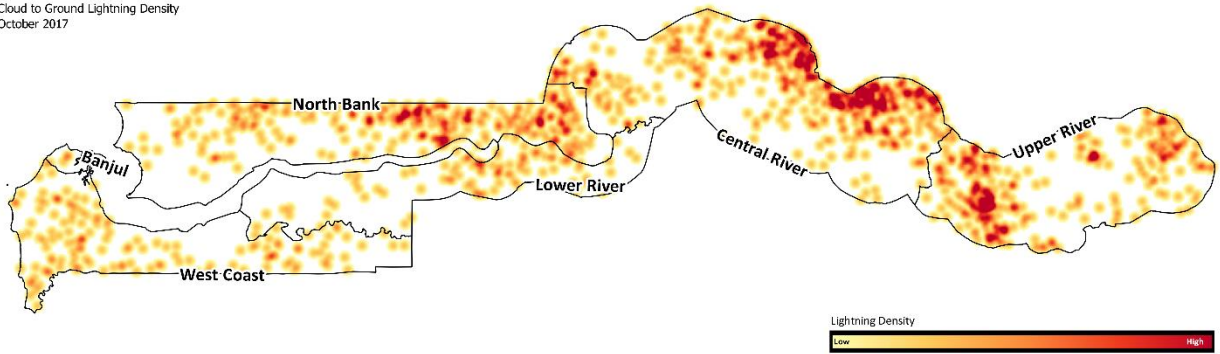 Cloud to Ground Lightning Density
October 2017
North Bank
Banjul
Upper River
Central River
Lower River
West Coast
Lightning Density
Low
High